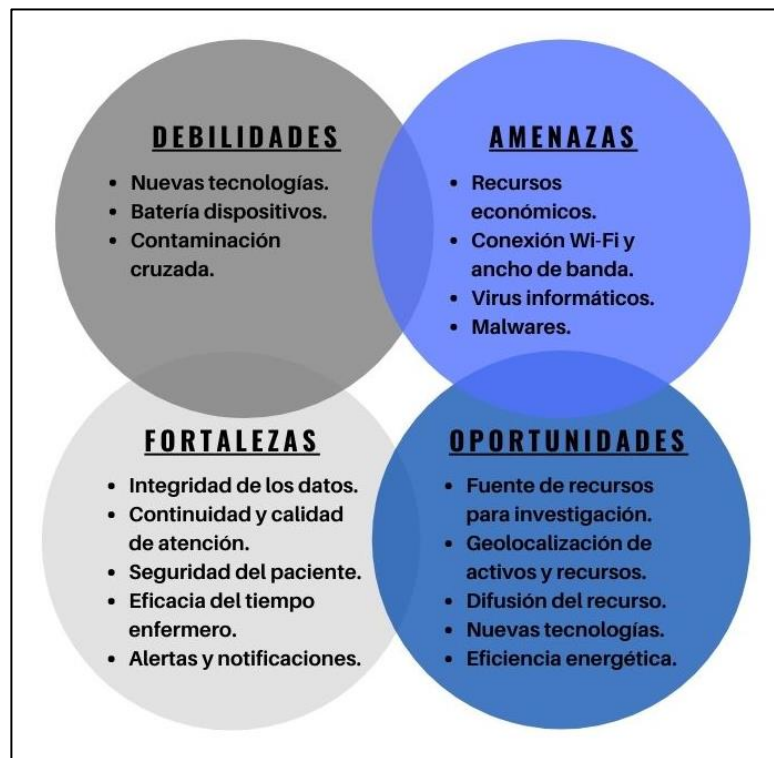 DEBILIDADES
• Nuevas tecnologías.
• Batería dispositivos.
• Contaminación
cruzada.
AMENAZAS
• Recursos
económicos.
• Conexión Wi-Fi y
ancho de banda.
• Virus informáticos.
• Malwares.
FORTALEZAS
• Integridad de los datos.
• Continuidad y calidad
de atención.
• Seguridad del paciente.
• Eficacia del tiempo
enfermero.
• Alertas y notificaciones.
OPORTUNIDADES
• Fuente de recursos
para investigación.
• Geolocalización de
activos y recursos.
• Difusión del recurso.
• Nuevas tecnologías.
• Eficiencia energética.